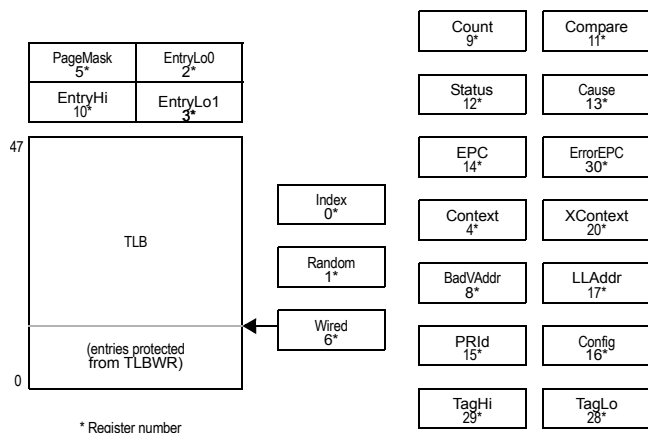 PageMask
5*
EntryLo0
2*
EntryHi
10*
EntryLo1
3*
47
TLB
(entries protected
from TLBWR)
0
* Register number
Index
0*
Random
1*
Wired
6*
Count
9*
Compare
11*
Status
12*
Cause
13*
EPC
14*
ErrorEPC
30*
Context
4*
XContext
20*
BadVAddr
8*
LLAddr
17*
PRId
15*
Config
16*
TagHi
29*
TagLo
28*